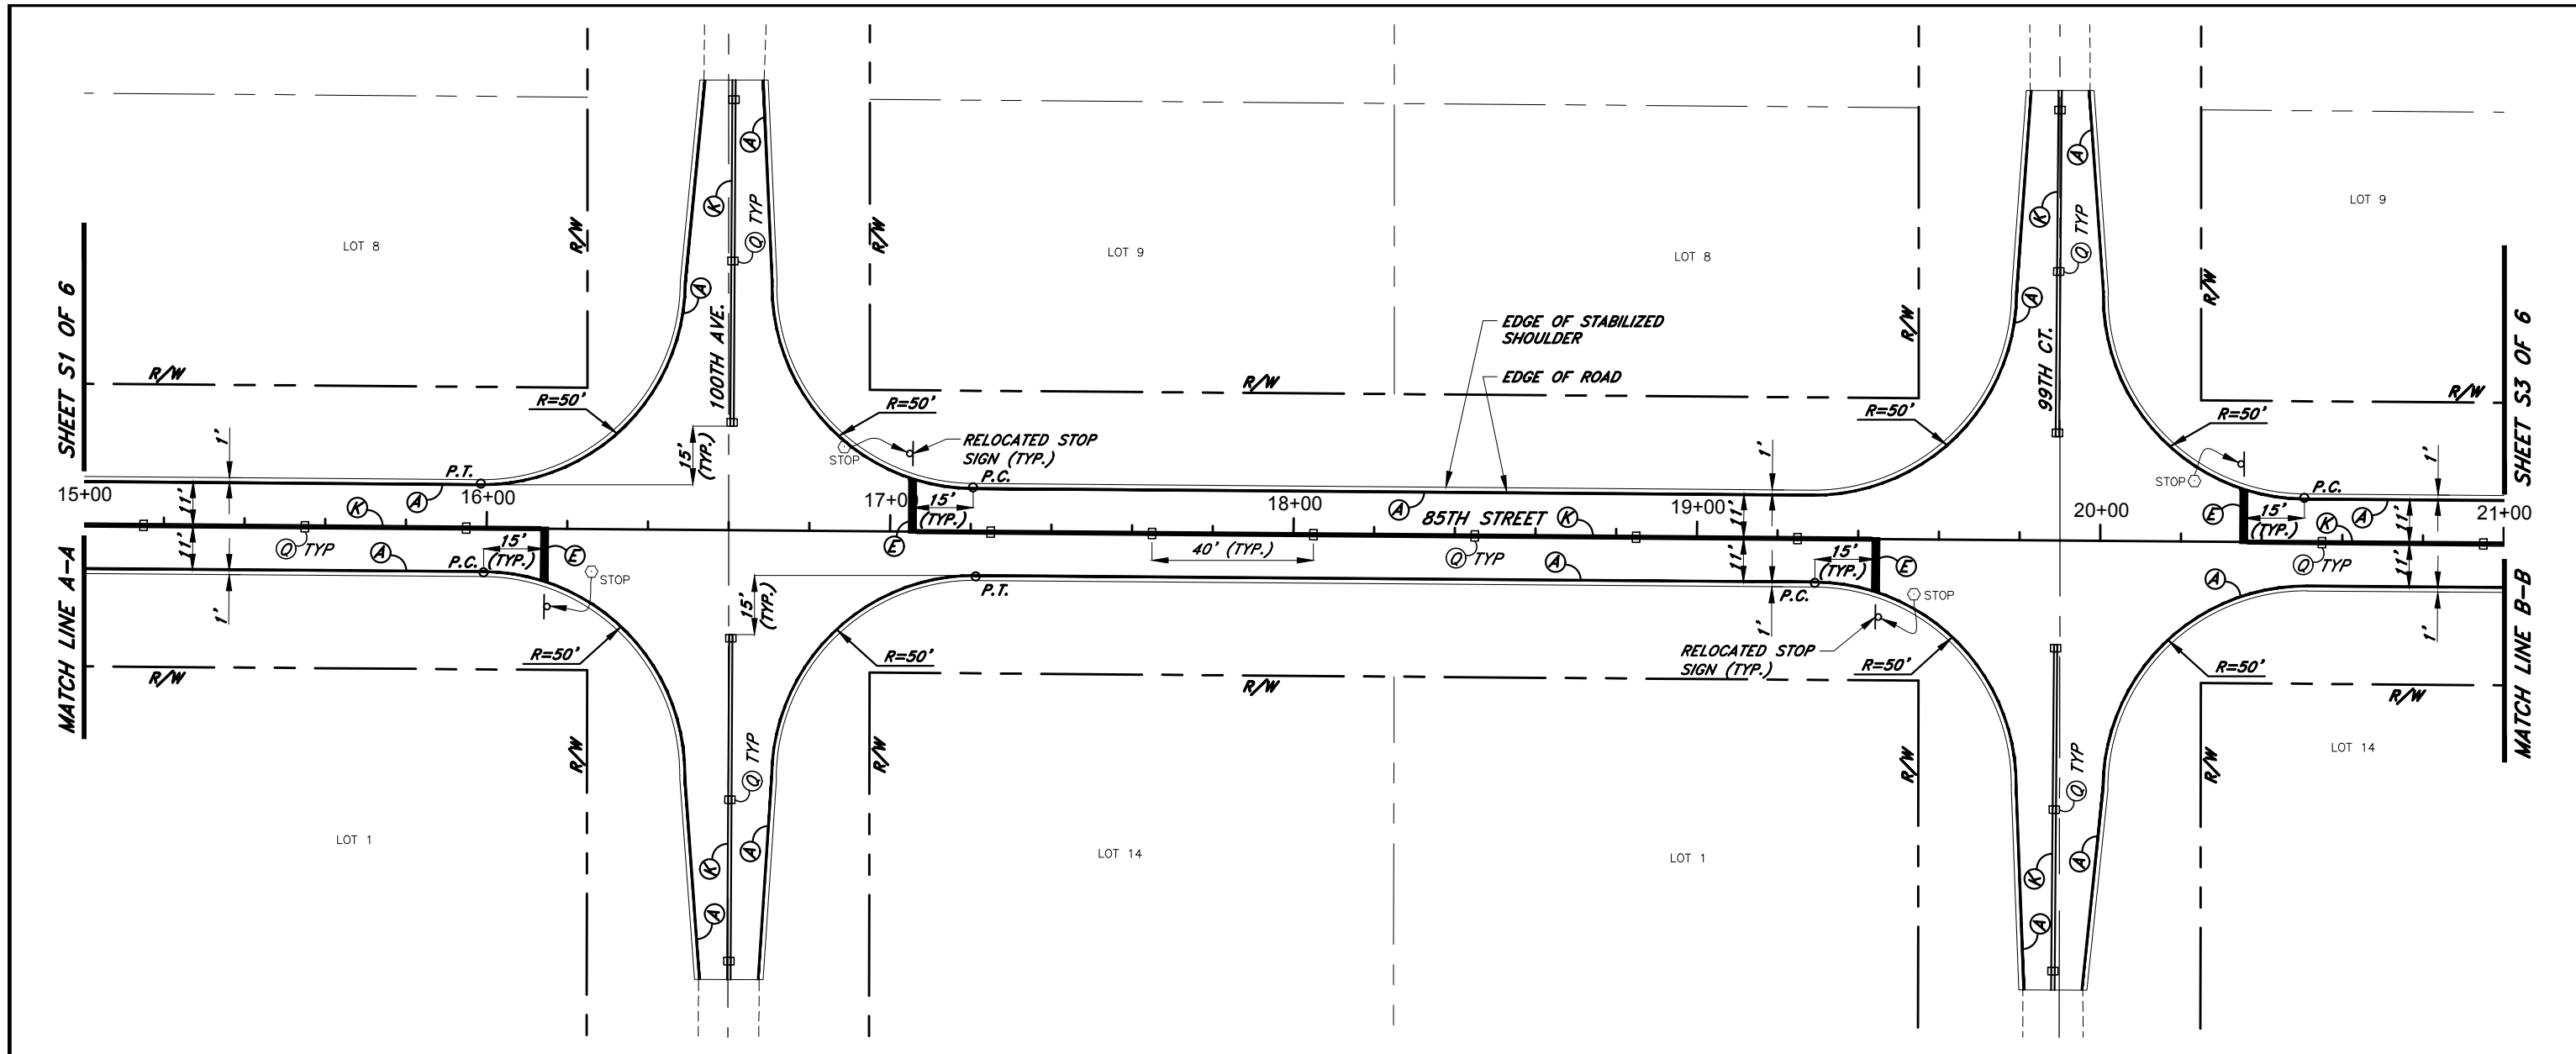 LOT 8
LOT 9
LOT 8
LOT 9
R/W
R/W
R/W
R/W
A
K
Q TYP
A
100TH AVE.
A
K
Q TYP
A
99TH CT.
SHEET S1 OF 6
SHEET S3 OF 6
EDGE OF STABILIZED
SHOULDER
EDGE OF ROAD
R/W
R/W
R/W
R=50'
R=50'
R=50'
R=50'
RELOCATED STOP
SIGN (TYP.)
STOP
STOP
15'
(TYP.)
1'
1'
1'
P.T.
P.C.
P.C.
15+00
16+00
17+0
18+00
19+00
20+00
21+00
11'
11'
11'
K
A
A
A
85TH STREET
K
K
E
E
15'
(TYP.)
15'
(TYP.)
11'
11'
11'
Q TYP
A
P.C.
15'
(TYP.)
E
STOP
40' (TYP.)
Q TYP
A
15'
(TYP.)
E
STOP
Q TYP
A
P.T.
P.C.
1'
1'
1'
15'
(TYP.)
RELOCATED STOP
SIGN (TYP.)
R=50'
R=50'
R=50'
R=50'
R/W
R/W
R/W
MATCH LINE A-A
MATCH LINE B-B
R/W
R/W
R/W
R/W
Q TYP
K
A
A
Q TYP
K
A
A
LOT 1
LOT 14
LOT 1
LOT 14